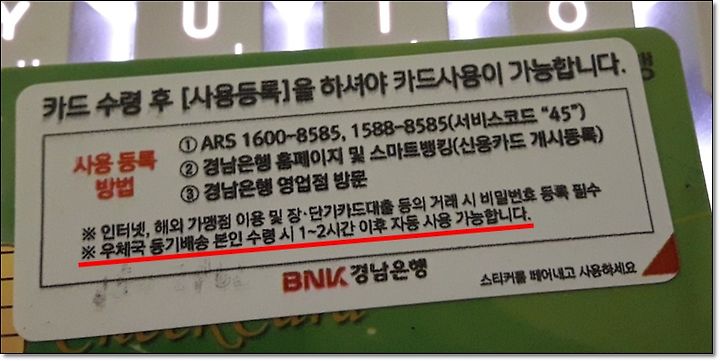 Y U Y I O
카드 수령 후 [사용등록]을 하셔야 카드사용이 가능합니다.
사용 등록
방법
① ARS 1600-8585, 1588-8585(서비스코드 "45")
② 경남은행 홈페이지 및 스마트뱅킹(신용카드 개시등록)
③ 경남은행 영업점 방문
※ 인터넷, 해외 가맹점 이용 및 장·단기카드대출 등의 거래 시 비밀번호 등록 필수
※ 우체국 등기배송 본인 수령 시 1~2시간 이후 자동 사용 가능합니다.
BNK 경남은행
스티커를 떼어내고 사용하세요
행
Check Card